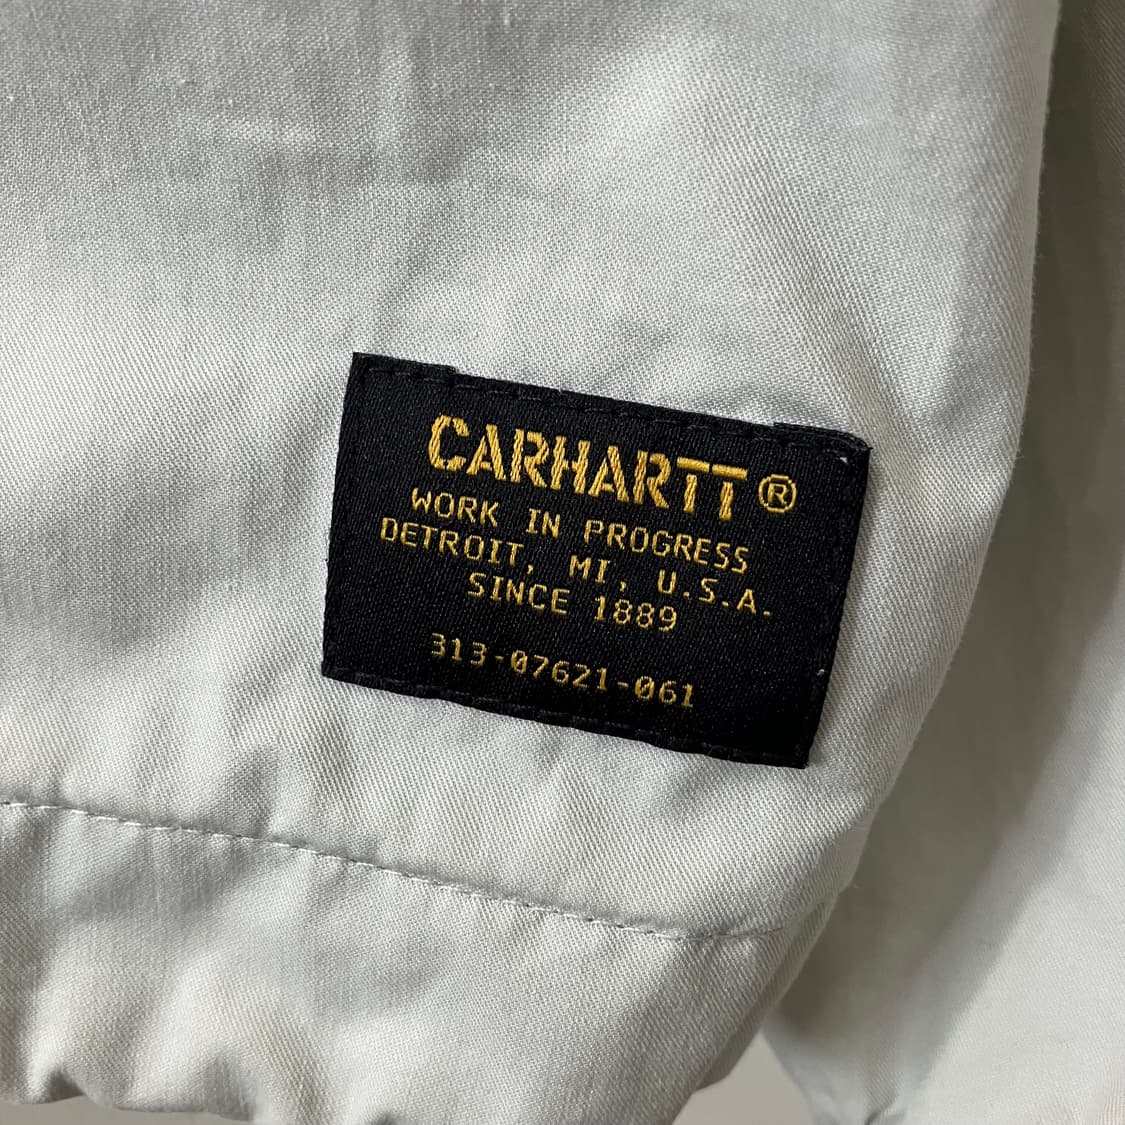 CARHARTT®
WORK IN PROGRESS
DETROIT, MI, U.S.A.
SINCE 1889
313-07621-061